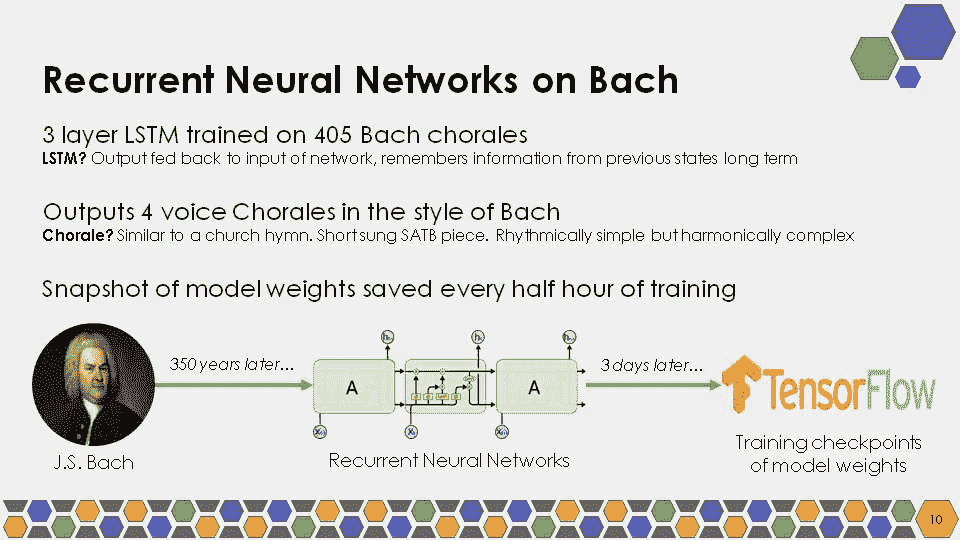 Recurrent Neural Networks on Bach
3 layer LSTM trained on 405 Bach chorales
LSTM? Output fed back to input of network, remembers information from previous states long term
Outputs 4 voice Chorales in the style of Bach
Chorale? Similar to a church hymn. Short sung SATB piece. Rhythmically simple but harmonically complex
Snapshot of model weights saved every half hour of training
350 years later...
A
A
3 days later...
TensorFlow
J.S. Bach
Recurrent Neural Networks
Training checkpoints
of model weights
10